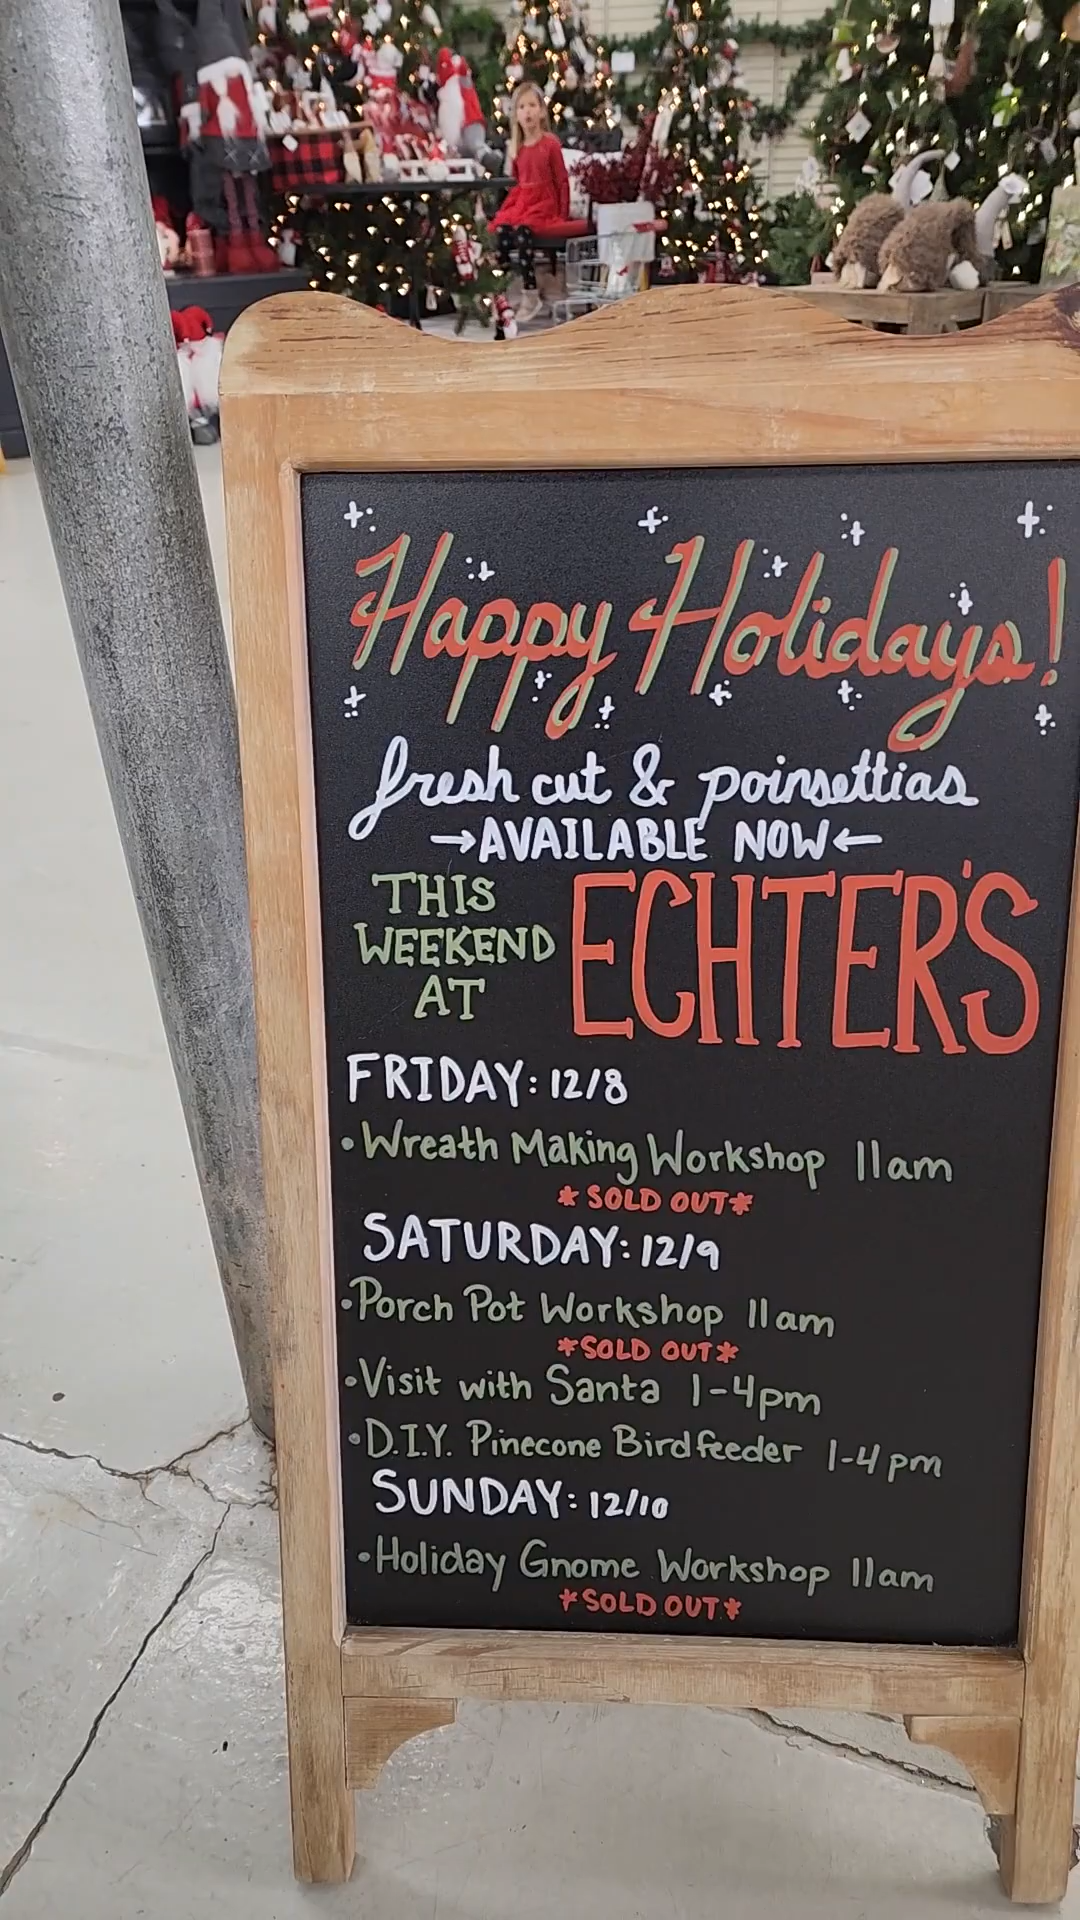 Happy Holidays!
fresh cut & poinsettias
→AVAILABLE NOW←
THIS WEEKEND AT ECHTER'S
FRIDAY: 12/8
• Wreath Making Workshop 11am
* SOLD OUT *
SATURDAY: 12/9
• Porch Pot Workshop 11am
*SOLD OUT*
• Visit with Santa 1-4pm
• D.I.Y. Pinecone Birdfeeder 1-4pm
SUNDAY: 12/10
• Holiday Gnome Workshop 11am
*SOLD OUT*